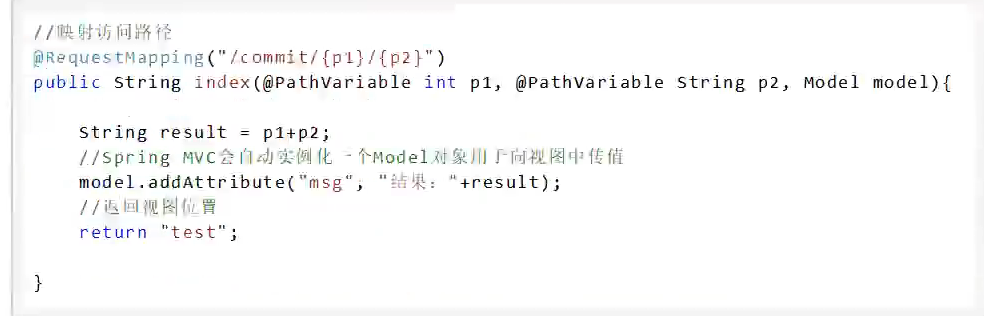 //映射访问路径
@RequestMapping("/commit/{p1}/{p2}")
public String index(@PathVariable int p1, @PathVariable String p2, Model model){
String result = p1+p2;
//Spring MVC会自动实例化一个Model对象用于向视图中传值
model.addAttribute("msg", "结果："+result);
//返回视图位置
return "test";
}